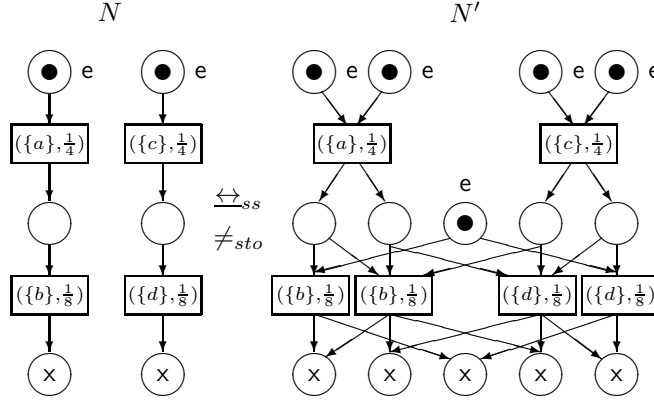 N N′
e e e e e e
({a},1/4) ({c},1/4) ({a},1/4) ({c},1/4)
↔ss e
≠sto
({b},1/8) ({d},1/8) ({b},1/8) ({b},1/8) ({d},1/8) ({d},1/8)
x x x x x x x